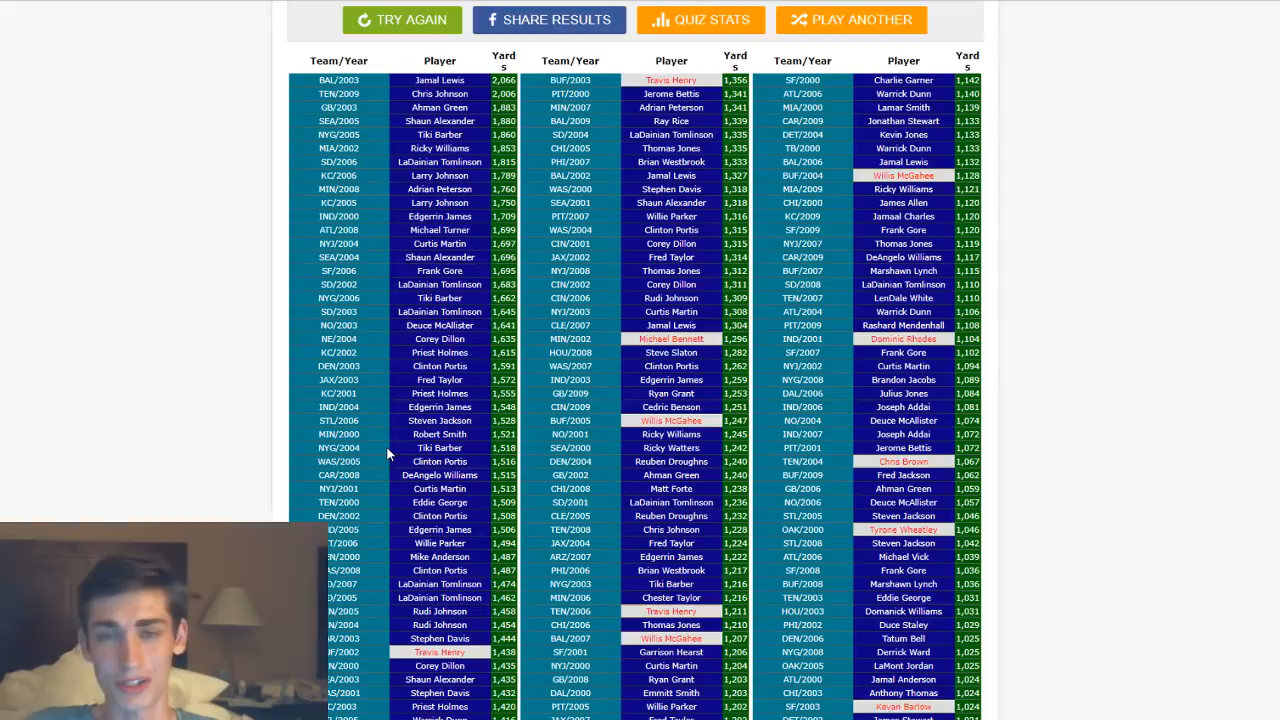 TRY AGAIN SHARE RESULTS QUIZ STATS PLAY ANOTHER
Team/Year Player Yards Team/Year Player Yards Team/Year Player Yards
BAL/2003 Jamal Lewis 2,066 BUF/2003 Travis Henry 1,356 SF/2000 Charlie Garner 1,142
TEN/2009 Chris Johnson 2,006 PIT/2000 Jerome Bettis 1,341 ATL/2006 Warrick Dunn 1,140
GB/2003 Ahman Green 1,883 MIN/2007 Adrian Peterson 1,341 MIA/2000 Lamar Smith 1,139
SEA/2005 Shaun Alexander 1,880 BAL/2009 Ray Rice 1,339 CAR/2009 Jonathan Stewart 1,133
NYG/2005 Tiki Barber 1,860 SD/2004 LaDainian Tomlinson 1,335 DET/2004 Kevin Jones 1,133
MIA/2002 Ricky Williams 1,853 CHI/2005 Thomas Jones 1,335 TB/2000 Warrick Dunn 1,133
SD/2006 LaDainian Tomlinson 1,815 PHI/2007 Brian Westbrook 1,333 BAL/2006 Jamal Lewis 1,132
KC/2006 Larry Johnson 1,789 BAL/2002 Jamal Lewis 1,327 BUF/2004 Willis McGahee 1,128
MIN/2008 Adrian Peterson 1,760 WAS/2000 Stephen Davis 1,318 MIA/2009 Ricky Williams 1,121
KC/2005 Larry Johnson 1,750 SEA/2001 Shaun Alexander 1,318 CHI/2000 James Allen 1,120
IND/2000 Edgerrin James 1,709 PIT/2007 Willie Parker 1,316 KC/2009 Jamaal Charles 1,120
ATL/2008 Michael Turner 1,699 WAS/2004 Clinton Portis 1,315 SF/2009 Frank Gore 1,120
NYJ/2004 Curtis Martin 1,697 CIN/2001 Corey Dillon 1,315 NYJ/2007 Thomas Jones 1,119
SEA/2004 Shaun Alexander 1,696 JAX/2002 Fred Taylor 1,314 CAR/2009 DeAngelo Williams 1,117
SF/2006 Frank Gore 1,695 NYJ/2008 Thomas Jones 1,312 BUF/2007 Marshawn Lynch 1,115
SD/2002 LaDainian Tomlinson 1,683 CIN/2002 Corey Dillon 1,311 SD/2008 LaDainian Tomlinson 1,110
NYG/2006 Tiki Barber 1,662 CIN/2006 Rudi Johnson 1,309 TEN/2007 LenDale White 1,110
SD/2003 LaDainian Tomlinson 1,645 NYJ/2003 Curtis Martin 1,308 ATL/2004 Warrick Dunn 1,106
NO/2003 Deuce McAllister 1,641 CLE/2007 Jamal Lewis 1,304 PIT/2009 Rashard Mendenhall 1,108
NE/2004 Corey Dillon 1,635 MIN/2002 Michael Bennett 1,296 IND/2001 Dominic Rhodes 1,104
KC/2002 Priest Holmes 1,615 HOU/2008 Steve Slaton 1,282 SF/2007 Frank Gore 1,102
DEN/2003 Clinton Portis 1,591 WAS/2007 Clinton Portis 1,262 NYJ/2002 Curtis Martin 1,094
JAX/2003 Fred Taylor 1,572 IND/2003 Edgerrin James 1,259 NYG/2008 Brandon Jacobs 1,089
KC/2001 Priest Holmes 1,555 GB/2009 Ryan Grant 1,253 DAL/2006 Julius Jones 1,084
IND/2004 Edgerrin James 1,548 CIN/2009 Cedric Benson 1,251 IND/2006 Joseph Addai 1,081
STL/2006 Steven Jackson 1,528 BUF/2005 Willis McGahee 1,247 NO/2004 Deuce McAllister 1,074
MIN/2000 Robert Smith 1,521 NO/2001 Ricky Williams 1,245 IND/2007 Joseph Addai 1,072
NYG/2004 Tiki Barber 1,518 SEA/2000 Ricky Watters 1,242 PIT/2001 Jerome Bettis 1,072
WAS/2005 Clinton Portis 1,516 DEN/2004 Reuben Droughns 1,240 TEN/2004 Chris Brown 1,067
CAR/2008 DeAngelo Williams 1,515 GB/2002 Ahman Green 1,240 BUF/2009 Fred Jackson 1,062
NYJ/2001 Curtis Martin 1,513 CHI/2008 Matt Forte 1,238 GB/2006 Ahman Green 1,059
TEN/2000 Eddie George 1,509 SD/2001 LaDainian Tomlinson 1,236 NO/2006 Deuce McAllister 1,057
DEN/2002 Clinton Portis 1,508 CLE/2005 Reuben Droughns 1,232 STL/2005 Steven Jackson 1,046
D/2005 Edgerrin James 1,506 TEN/2008 Chris Johnson 1,228 OAK/2000 Tyrone Wheatley 1,046
T/2006 Willie Parker 1,494 JAX/2004 Fred Taylor 1,224 STL/2008 Steven Jackson 1,042
EN/2000 Mike Anderson 1,487 ARZ/2007 Edgerrin James 1,222 ATL/2006 Michael Vick 1,039
AS/2008 Clinton Portis 1,487 PHI/2006 Brian Westbrook 1,217 SF/2008 Frank Gore 1,036
D/2007 LaDainian Tomlinson 1,474 NYG/2003 Tiki Barber 1,216 BUF/2008 Marshawn Lynch 1,036
D/2005 LaDainian Tomlinson 1,462 MIN/2006 Chester Taylor 1,216 TEN/2003 Eddie George 1,031
N/2005 Rudi Johnson 1,458 TEN/2006 Travis Henry 1,211 HOU/2003 Domanick Williams 1,031
N/2004 Rudi Johnson 1,454 CHI/2006 Thomas Jones 1,210 PHI/2002 Duce Staley 1,029
AR/2003 Stephen Davis 1,444 BAL/2007 Willis McGahee 1,207 DEN/2006 Tatum Bell 1,025
UF/2002 Travis Henry 1,438 SF/2001 Garrison Hearst 1,206 NYG/2008 Derrick Ward 1,025
N/2000 Corey Dillon 1,435 NYJ/2000 Curtis Martin 1,204 OAK/2005 LaMont Jordan 1,025
EA/2003 Shaun Alexander 1,435 GB/2008 Ryan Grant 1,203 ATL/2000 Jamal Anderson 1,024
AS/2001 Stephen Davis 1,432 DAL/2000 Emmitt Smith 1,203 CHI/2003 Anthony Thomas 1,024
C/2003 Priest Holmes 1,420 PIT/2005 Willie Parker 1,202 SF/2003 Kevan Barlow 1,024
Warrick Dunn 1,416 Fred Taylor 1,202 James Stewart 1,021